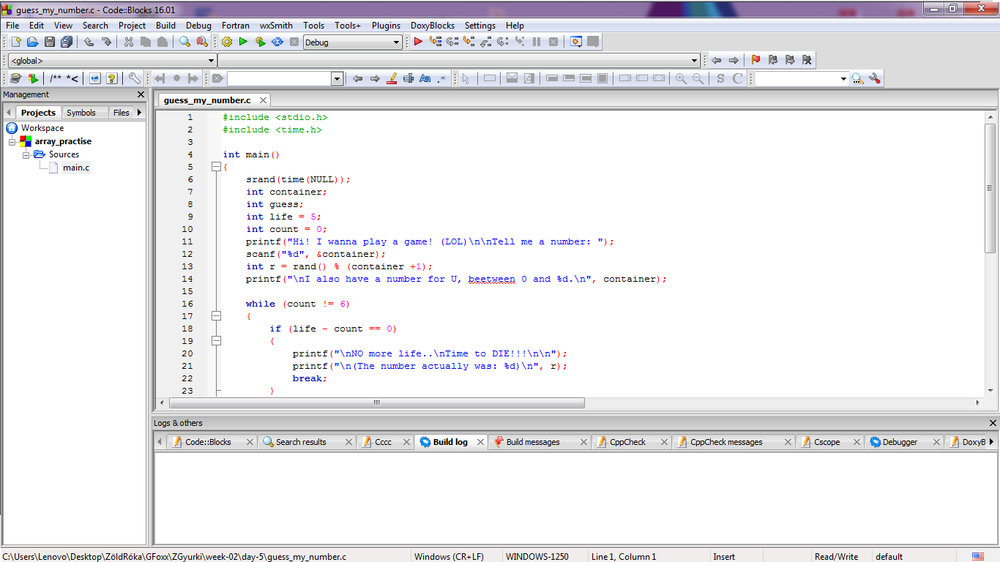 guess_my_number.c - Code::Blocks 16.01
File Edit View Search Project Build Debug Fortran wxSmith Tools Tools+ Plugins DoxyBlocks Settings Help
Debug
<global>
/** *<
Aa .*
S C
Management
Projects Symbols Files
Workspace
array_practise
Sources
main.c
guess_my_number.c
1 #include <stdio.h>
2 #include <time.h>
3
4 int main()
5 {
6 srand(time(NULL));
7 int container;
8 int guess;
9 int life = 5;
10 int count = 0;
11 printf("Hi! I wanna play a game! (LOL)\n\nTell me a number: ");
12 scanf("%d", &container);
13 int r = rand() % (container +1);
14 printf("\nI also have a number for U, beetween 0 and %d.\n", container);
15
16 while (count != 6)
17 {
18 if (life - count == 0)
19 {
20 printf("\nNO more life..\nTime to DIE!!!\n\n");
21 printf("\n(The number actually was: %d)\n", r);
22 break;
23 }
Logs & others
Code::Blocks Search results Cccc Build log Build messages CppCheck CppCheck messages Cscope Debugger DoxyB
C:\Users\Lenovo\Desktop\ZöldRóka\GFoxx\ZGyurki\week-02\day-5\guess_my_number.c Windows (CR+LF) WINDOWS-1250 Line 1, Column 1 Insert Read/Write default